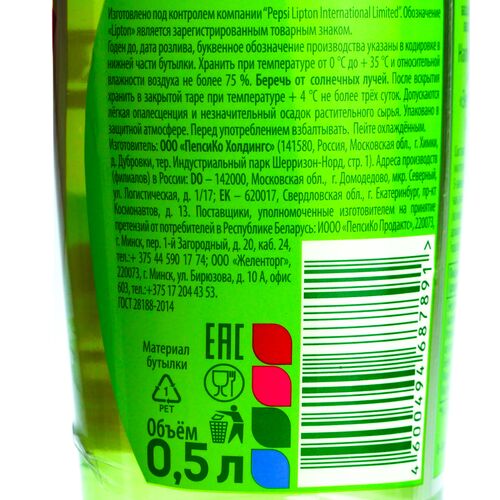 Изготовлено под контролем компании "Pepsi Lipton International Limited". Обозначение
«Lipton» является зарегистрированным товарным знаком.
Годен до, дата розлива, буквенное обозначение производства указаны в кодировке в
нижней части бутылки. Хранить при температуре от 0 °С до + 35 °С и относительной
влажности воздуха не более 75 %. Беречь от солнечных лучей. После вскрытия
хранить в закрытой таре при температуре + 4 °С не более трёх суток. Допускаются
лёгкая опалесценция и незначительный осадок растительного сырья. Упаковано в
защитной атмосфере. Перед употреблением взбалтывать. Пейте охлаждённым.
Изготовитель: ООО «ПепсиКо Холдингс» (141580, Россия, Московская обл., г. Химки,
д. Дубровки, тер. Индустриальный парк Шерризон-Норд, стр. 1). Адреса производств
(филиалов) в России: DO – 142000, Московская обл., г. Домодедово, мкр. Северный,
ул. Логистическая, д. 1/17; EK – 620017, Свердловская обл., г. Екатеринбург, пр-кт
Космонавтов, д. 13. Поставщики, уполномоченные изготовителем на принятие
претензий от потребителей в Республике Беларусь: ИООО «ПепсиКо Продактс», 220073,
г. Минск, пер. 1-й Загородный, д. 20, каб. 24,
тел.: + 375 44 590 17 74; ООО «Желенторг»,
220073, г. Минск, ул. Бирюзова, д. 10 А, офис
603, тел.:+375 17 204 43 53.
ГОСТ 28188-2014
EAC
Материал
бутылки
1
PET
Объём
0,5 л
4 600494 687891 >